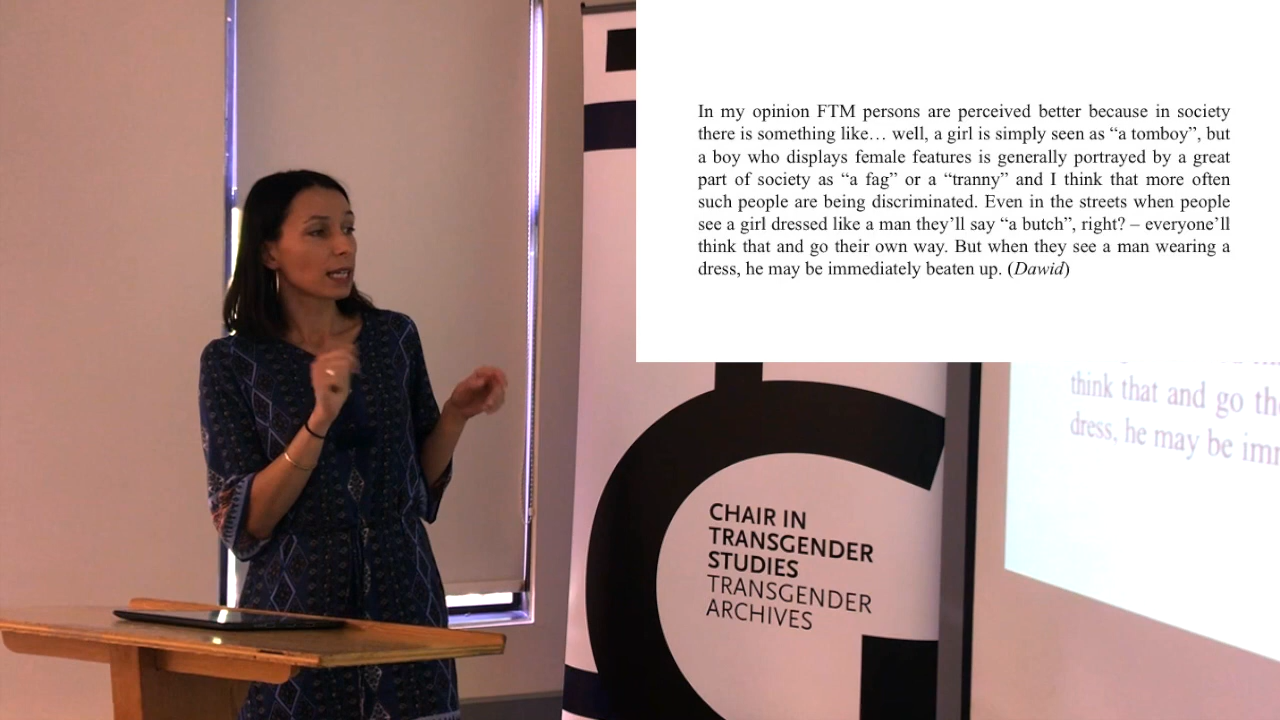 In my opinion FTM persons are perceived better because in society
there is something like… well, a girl is simply seen as “a tomboy”, but
a boy who displays female features is generally portrayed by a great
part of society as “a fag” or a “tranny” and I think that more often
such people are being discriminated. Even in the streets when people
see a girl dressed like a man they’ll say “a butch”, right? – everyone’ll
think that and go their own way. But when they see a man wearing a
dress, he may be immediately beaten up. (Dawid)
think that and go the
dress, he may be imm
CHAIR IN
TRANSGENDER
STUDIES
TRANSGENDER
ARCHIVES